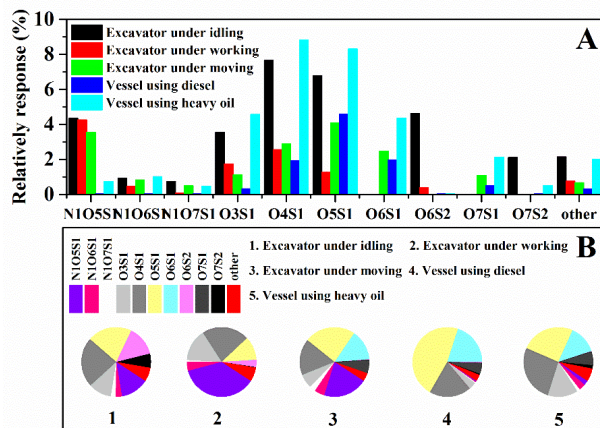 A
Relatively response (%)
10
8
6
4
2
0
Excavator under idling
Excavator under working
Excavator under moving
Vessel using diesel
Vessel using heavy oil
N1O5S1 N1O6S1 N1O7S1 O3S1 O4S1 O5S1 O6S1 O6S2 O7S1 O7S2 other
B
N1O5S1
N1O6S1
N1O7S1
O3S1
O4S1
O5S1
O6S1
O6S2
O7S1
O7S2
other
1. Excavator under idling 2. Excavator under working
3. Excavator under moving 4. Vessel using diesel
5. Vessel using heavy oil
1 2 3 4 5